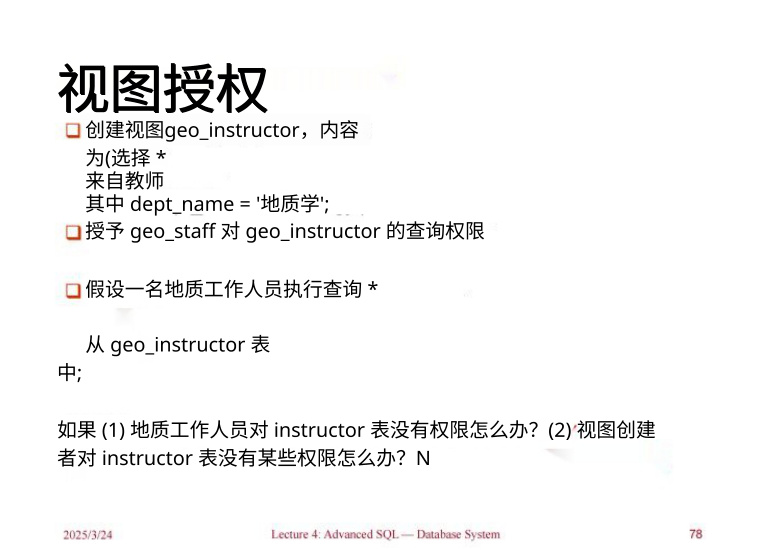 视图授权
创建视图geo_instructor，内容
为(选择 *
来自教师
其中 dept_name = '地质学';
授予 geo_staff 对 geo_instructor 的查询权限
假设一名地质工作人员执行查询 *
从 geo_instructor 表
中;
如果 (1) 地质工作人员对 instructor 表没有权限怎么办？(2) 视图创建
者对 instructor 表没有某些权限怎么办？N
2025/3/24
Lecture 4: Advanced SQL — Database System
78